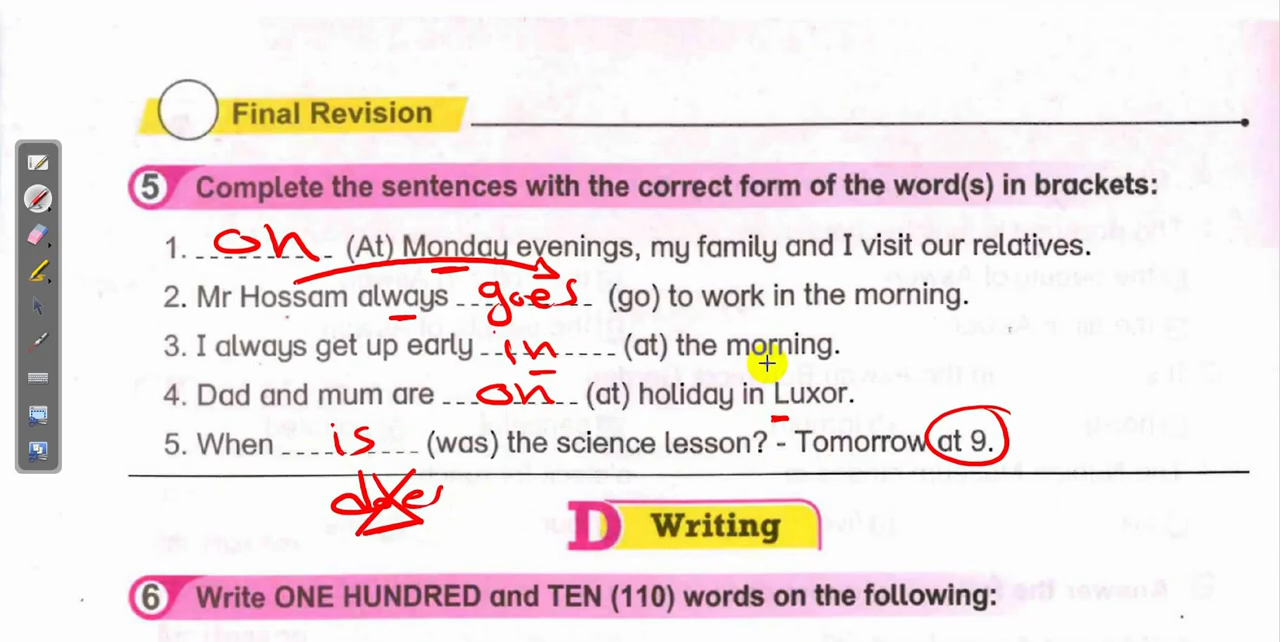 Final Revision
5 Complete the sentences with the correct form of the word(s) in brackets:
1. on (At) Monday evenings, my family and I visit our relatives.
2. Mr Hossam always goes (go) to work in the morning.
3. I always get up early in (at) the morning.
4. Dad and mum are on (at) holiday in Luxor.
5. When is (was) the science lesson? - Tomorrow at 9.
D Writing
6 Write ONE HUNDRED and TEN (110) words on the following: